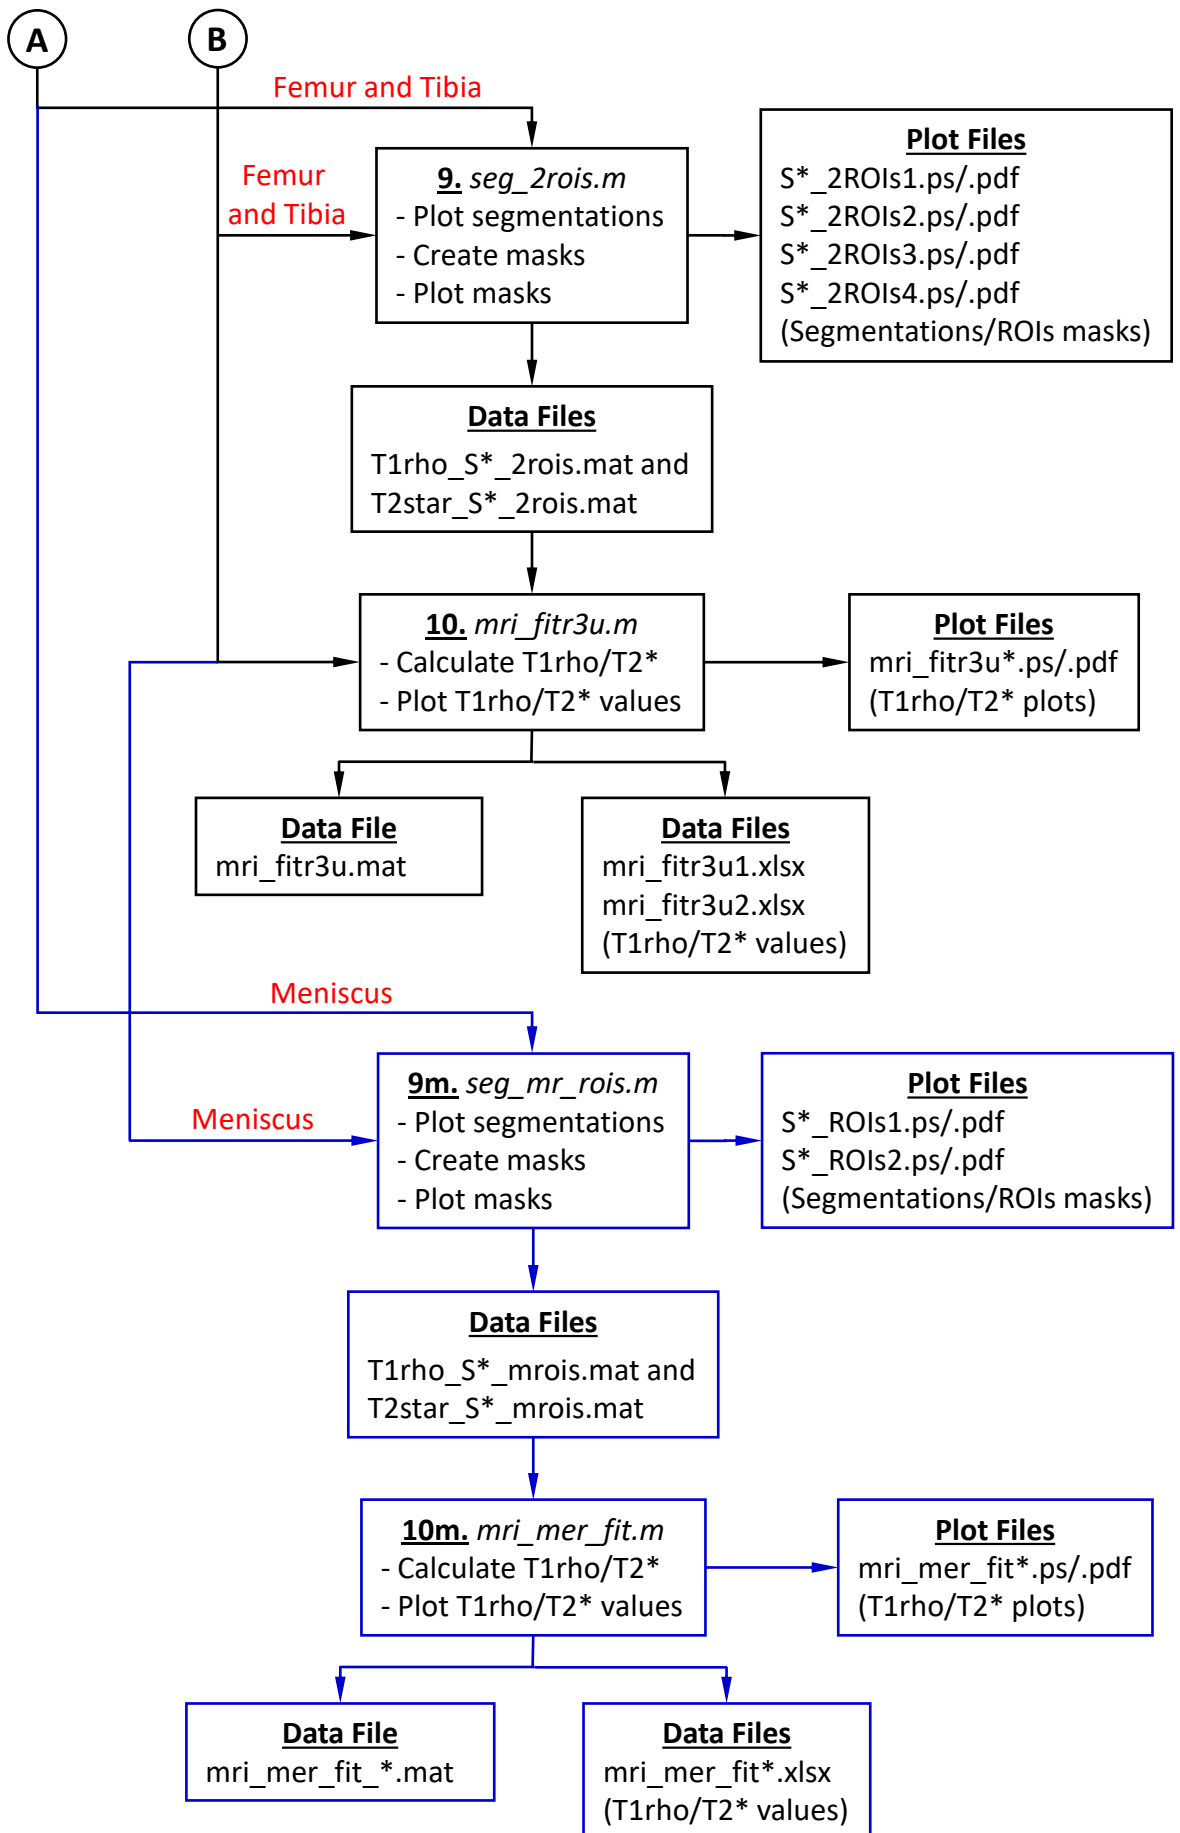 A
B
Femur and Tibia
Femur
and Tibia
9. seg_2rois.m
- Plot segmentations
- Create masks
- Plot masks
Plot Files
S*_2ROIs1.ps/.pdf
S*_2ROIs2.ps/.pdf
S*_2ROIs3.ps/.pdf
S*_2ROIs4.ps/.pdf
(Segmentations/ROIs masks)
Data Files
T1rho_S*_2rois.mat and
T2star_S*_2rois.mat
10. mri_fitr3u.m
- Calculate T1rho/T2*
- Plot T1rho/T2* values
Plot Files
mri_fitr3u*.ps/.pdf
(T1rho/T2* plots)
Data File
mri_fitr3u.mat
Data Files
mri_fitr3u1.xlsx
mri_fitr3u2.xlsx
(T1rho/T2* values)
Meniscus
Meniscus
9m. seg_mr_rois.m
- Plot segmentations
- Create masks
- Plot masks
Plot Files
S*_ROIs1.ps/.pdf
S*_ROIs2.ps/.pdf
(Segmentations/ROIs masks)
Data Files
T1rho_S*_mrois.mat and
T2star_S*_mrois.mat
10m. mri_mer_fit.m
- Calculate T1rho/T2*
- Plot T1rho/T2* values
Plot Files
mri_mer_fit*.ps/.pdf
(T1rho/T2* plots)
Data File
mri_mer_fit_*.mat
Data Files
mri_mer_fit*.xlsx
(T1rho/T2* values)